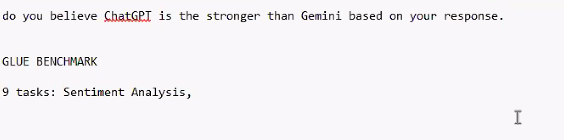 do you believe ChatGPT is the stronger than Gemini based on your response.
GLUE BENCHMARK
9 tasks: Sentiment Analysis,